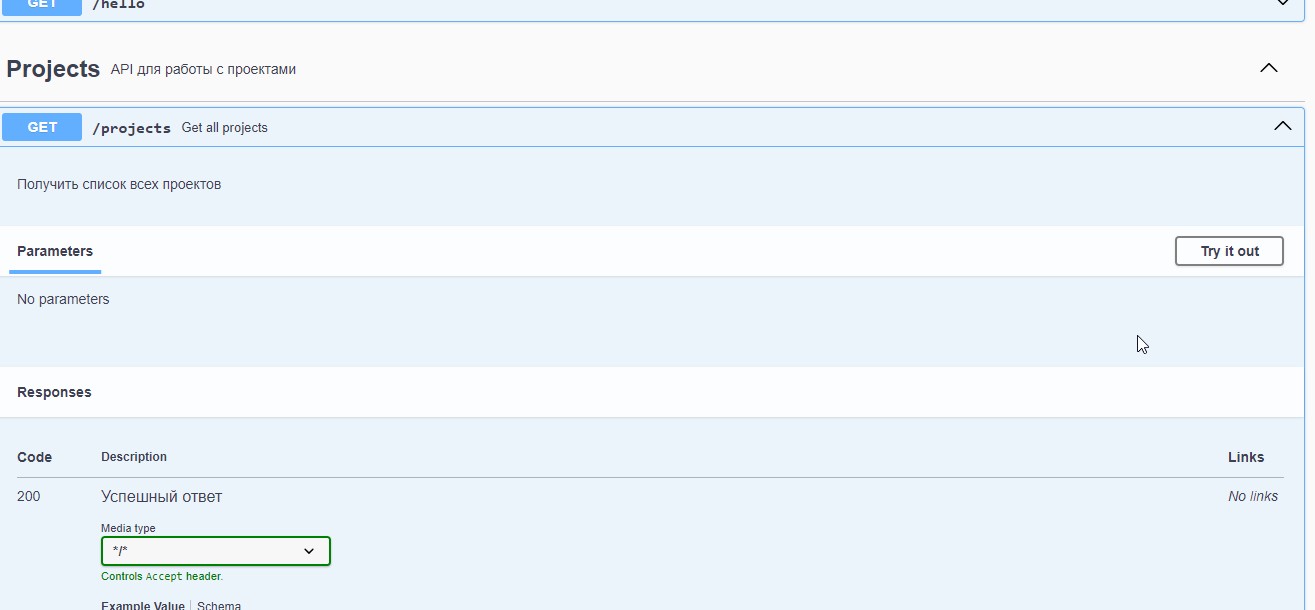 GET /hello
Projects API для работы с проектами
GET /projects Get all projects
Получить список всех проектов
Parameters Try it out
No parameters
Responses
Code Description Links
200 Успешный ответ No links
Media type
*/*
Controls Accept header.
Example Value Schema